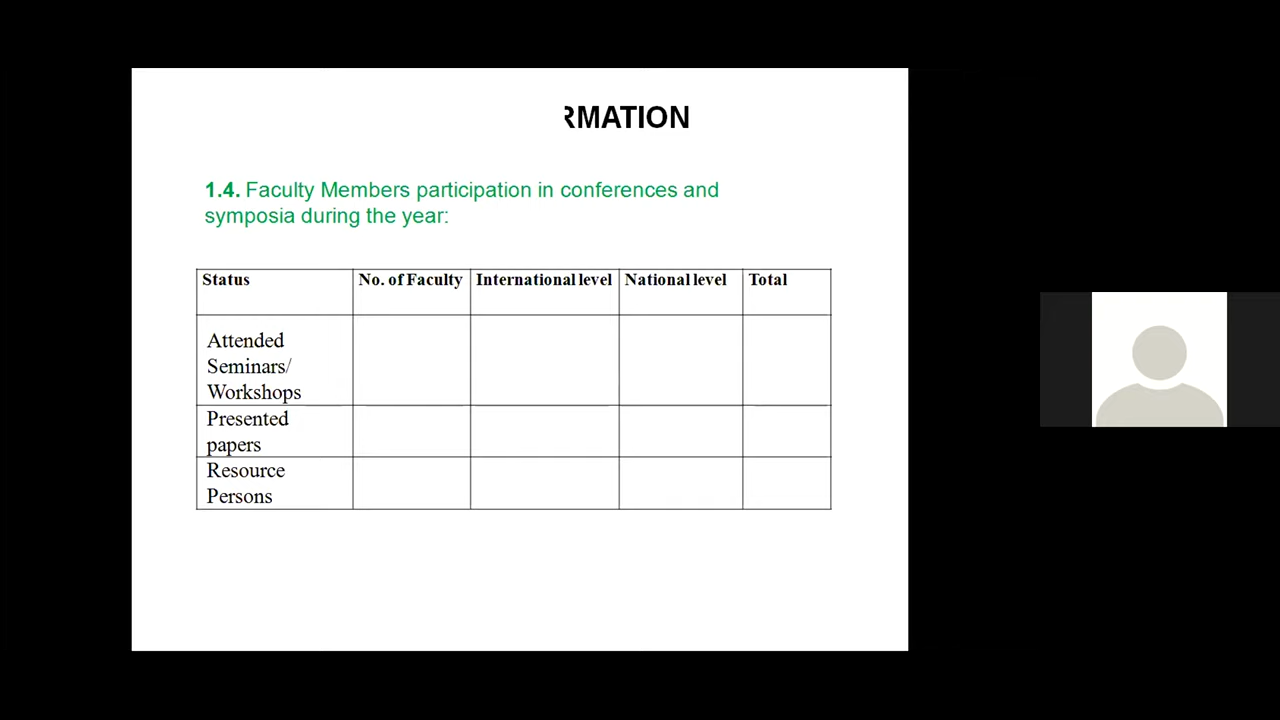 RMATION
1.4. Faculty Members participation in conferences and
symposia during the year:
Status No. of Faculty International level National level Total
Attended
Seminars/
Workshops
Presented
papers
Resource
Persons